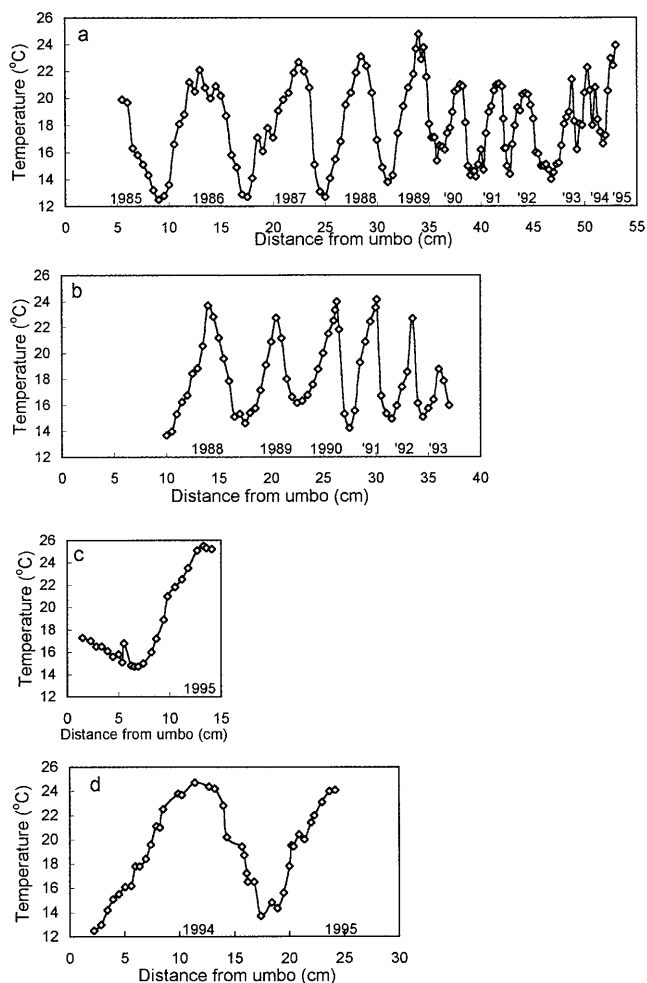 a
Temperature (°C)
26
24
22
20
18
16
14
12
1985 1986 1987 1988 1989 '90 '91 '92 '93 '94 '95
0 5 10 15 20 25 30 35 40 45 50 55
Distance from umbo (cm)
b
Temperature (°C)
26
24
22
20
18
16
14
12
1988 1989 1990 '91 '92 '93
0 5 10 15 20 25 30 35 40
Distance from umbo (cm)
c
Temperature (°C)
26
24
22
20
18
16
14
12
1995
0 5 10 15
Distance from umbo (cm)
d
Temperature (°C)
26
24
22
20
18
16
14
12
1994 1995
0 5 10 15 20 25 30
Distance from umbo (cm)